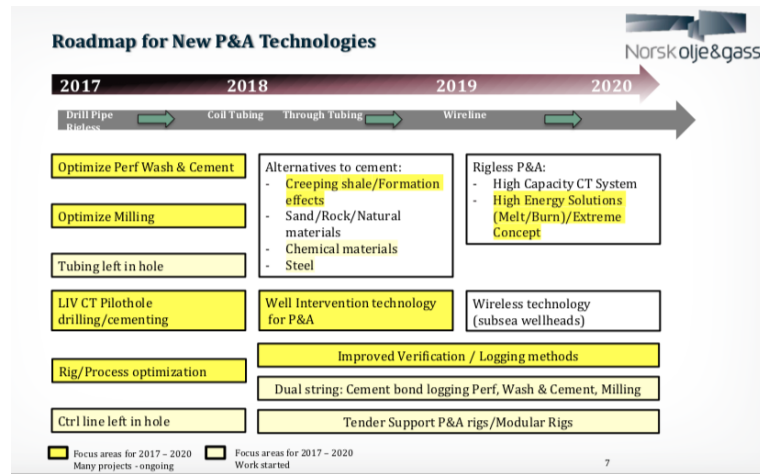 Roadmap for New P&A Technologies
Norskolje&gass
2017 2018 2019 2020
Drill Pipe Coil Tubing Through Tubing Wireline
Rigless
Optimize Perf Wash & Cement
Optimize Milling
Tubing left in hole
LIV CT Pilothole
drilling/cementing
Rig/Process optimization
Ctrl line left in hole
Alternatives to cement:
- Creeping shale/Formation
effects
- Sand/Rock/Natural
materials
- Chemical materials
- Steel
Well Intervention technology
for P&A
Rigless P&A:
- High Capacity CT System
- High Energy Solutions
(Melt/Burn)/Extreme
Concept
Wireless technology
(subsea wellheads)
Improved Verification / Logging methods
Dual string: Cement bond logging Perf, Wash & Cement, Milling
Tender Support P&A rigs/Modular Rigs
Focus areas for 2017 – 2020
Many projects - ongoing
Focus areas for 2017 – 2020
Work started
7